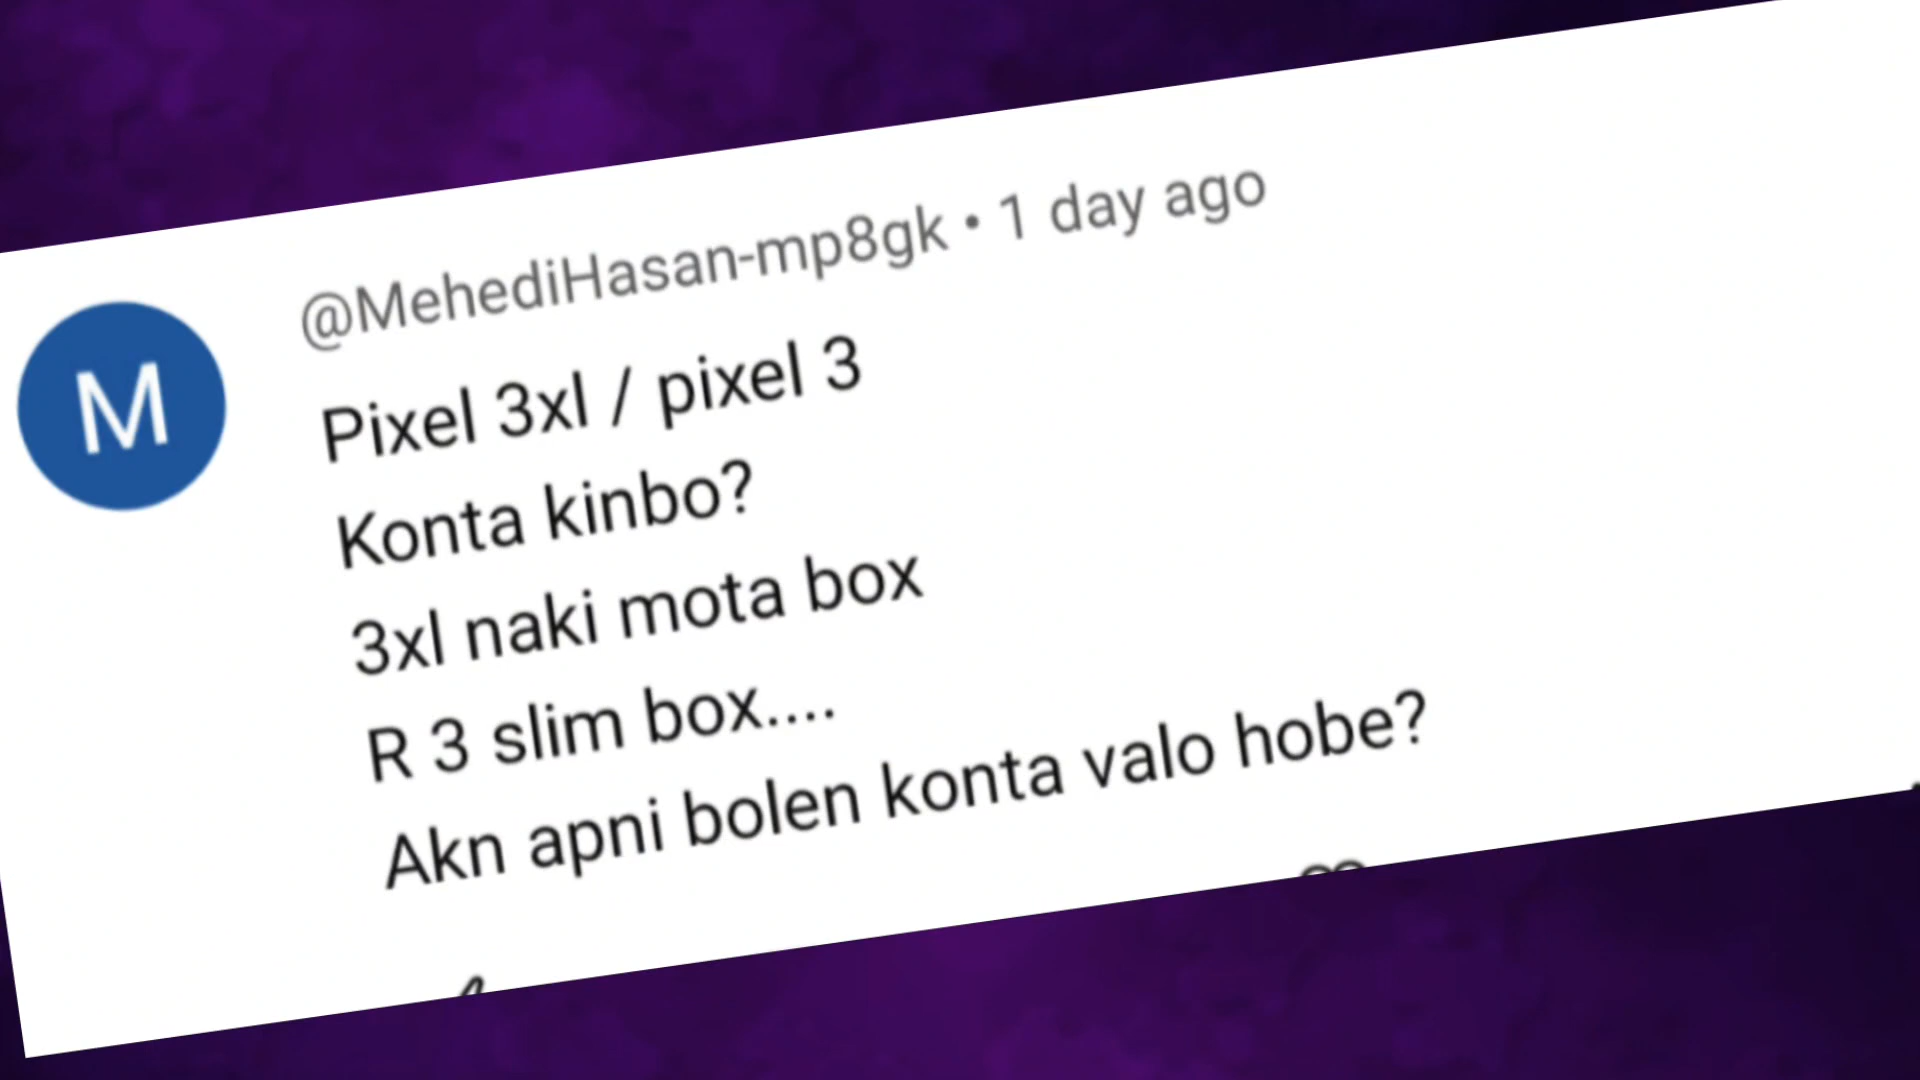 @MehediHasan-mp8gk • 1 day ago
M
Pixel 3xl / pixel 3
Konta kinbo?
3xl naki mota box
R 3 slim box....
Akn apni bolen konta valo hobe?